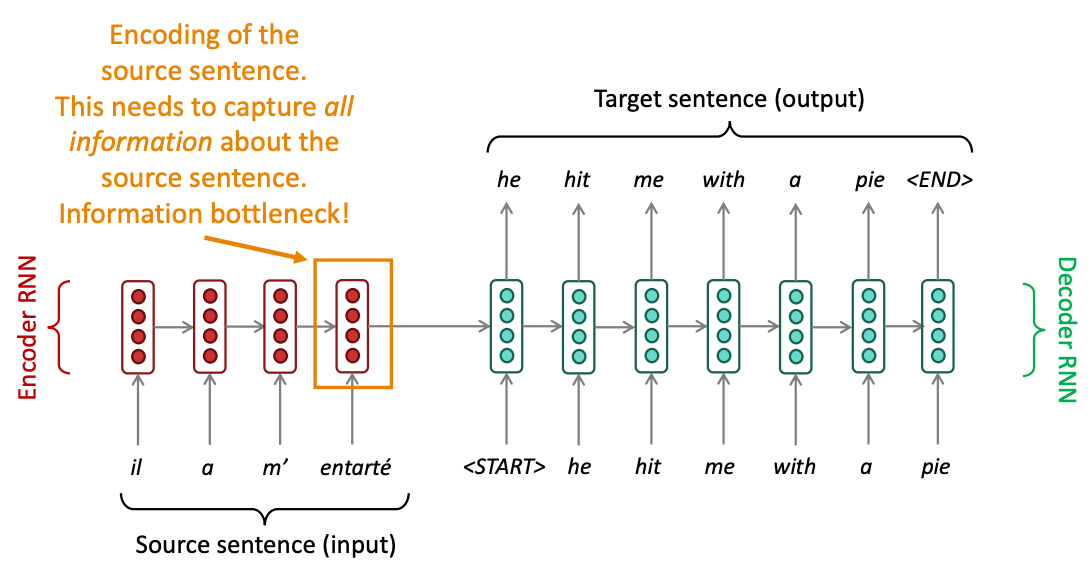 Encoding of the
source sentence.
This needs to capture all
information about the
source sentence.
Information bottleneck!
Target sentence (output)
he hit me with a pie <END>
Encoder RNN
Decoder RNN
il a m’ entarté
<START> he hit me with a pie
Source sentence (input)